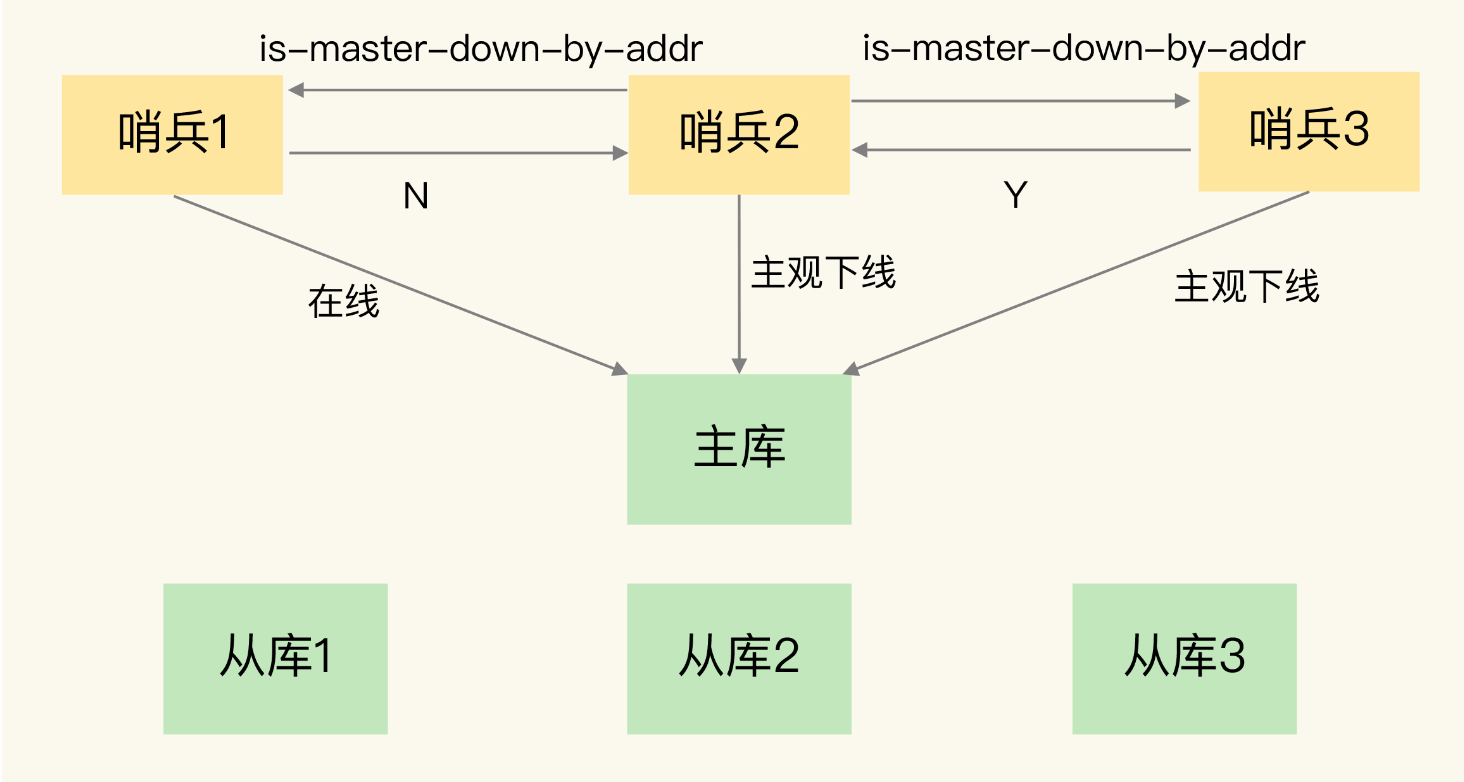 is-master-down-by-addr
is-master-down-by-addr
哨兵1
哨兵2
哨兵3
N
Y
在线
主观下线
主观下线
主库
从库1
从库2
从库3